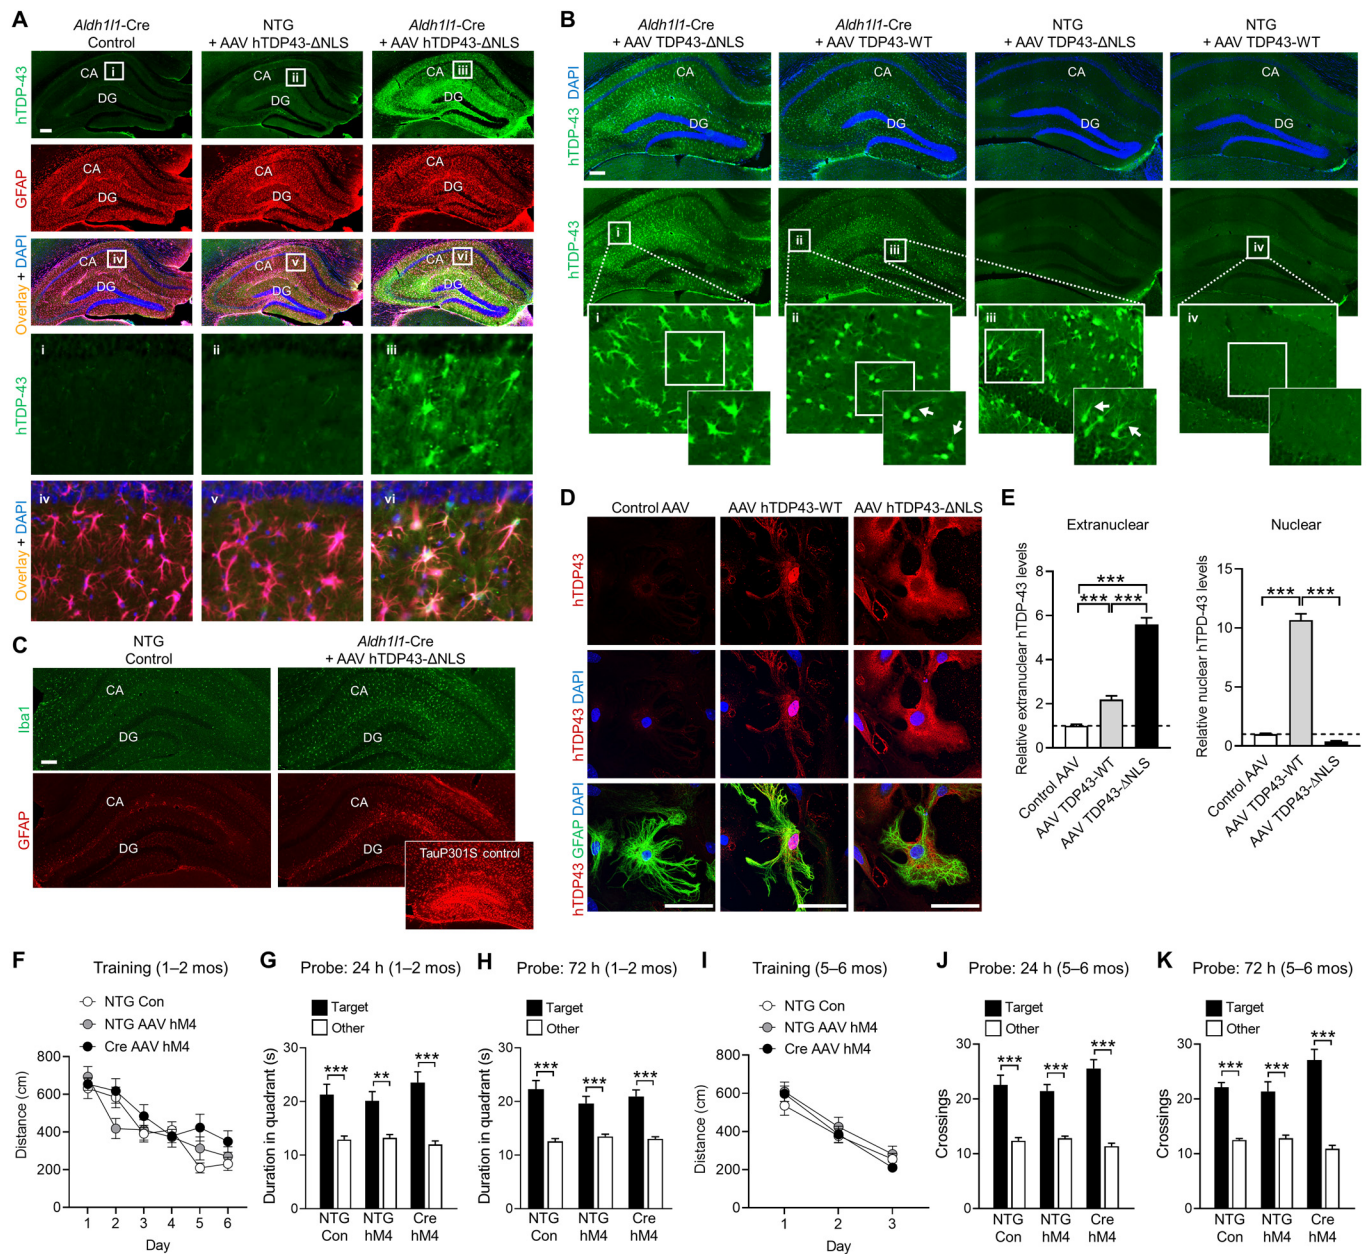 A
Aldh1l1-Cre
Control
NTG
+ AAV hTDP43-ΔNLS
Aldh1l1-Cre
+ AAV hTDP43-ΔNLS
hTDP-43
CA
i
DG
CA
ii
DG
CA
iii
DG
GFAP
CA
DG
CA
DG
CA
DG
Overlay + DAPI
CA
iv
DG
CA
v
DG
CA
vi
DG
hTDP-43
i
ii
iii
Overlay + DAPI
iv
v
vi
B
Aldh1l1-Cre
+ AAV TDP43-ΔNLS
Aldh1l1-Cre
+ AAV TDP43-WT
NTG
+ AAV TDP43-ΔNLS
NTG
+ AAV TDP43-WT
hTDP-43 DAPI
CA
DG
CA
DG
CA
DG
CA
DG
hTDP-43
i
ii
iii
iv
i
ii
iii
iv
C
NTG
Control
Aldh1l1-Cre
+ AAV hTDP43-ΔNLS
Iba1
CA
DG
CA
DG
GFAP
CA
DG
CA
DG
TauP301S control
D
Control AAV
AAV hTDP43-WT
AAV hTDP43-ΔNLS
hTDP43
hTDP43 DAPI
hTDP43 GFAP DAPI
E
Extranuclear
Relative extranuclear hTDP-43 levels
8
6
4
2
0
***
*** ***
Control AAV
AAV TDP43-WT
AAV TDP43-ΔNLS
Nuclear
Relative nuclear hTPD-43 levels
15
10
5
0
*** ***
Control AAV
AAV TDP43-WT
AAV TDP43-ΔNLS
F
Training (1–2 mos)
NTG Con
NTG AAV hM4
Cre AAV hM4
Distance (cm)
800
600
400
200
0
1 2 3 4 5 6
Day
G
Probe: 24 h (1–2 mos)
Target
Other
Duration in quadrant (s)
30
20
10
0
*** ** ***
NTG Con
NTG hM4
Cre hM4
H
Probe: 72 h (1–2 mos)
Target
Other
Duration in quadrant (s)
30
20
10
0
*** *** ***
NTG Con
NTG hM4
Cre hM4
I
Training (5–6 mos)
NTG Con
NTG AAV hM4
Cre AAV hM4
Distance (cm)
800
600
400
200
0
1 2 3
Day
J
Probe: 24 h (5–6 mos)
Target
Other
Crossings
30
20
10
0
*** *** ***
NTG Con
NTG hM4
Cre hM4
K
Probe: 72 h (5–6 mos)
Target
Other
Crossings
30
20
10
0
*** *** ***
NTG Con
NTG hM4
Cre hM4